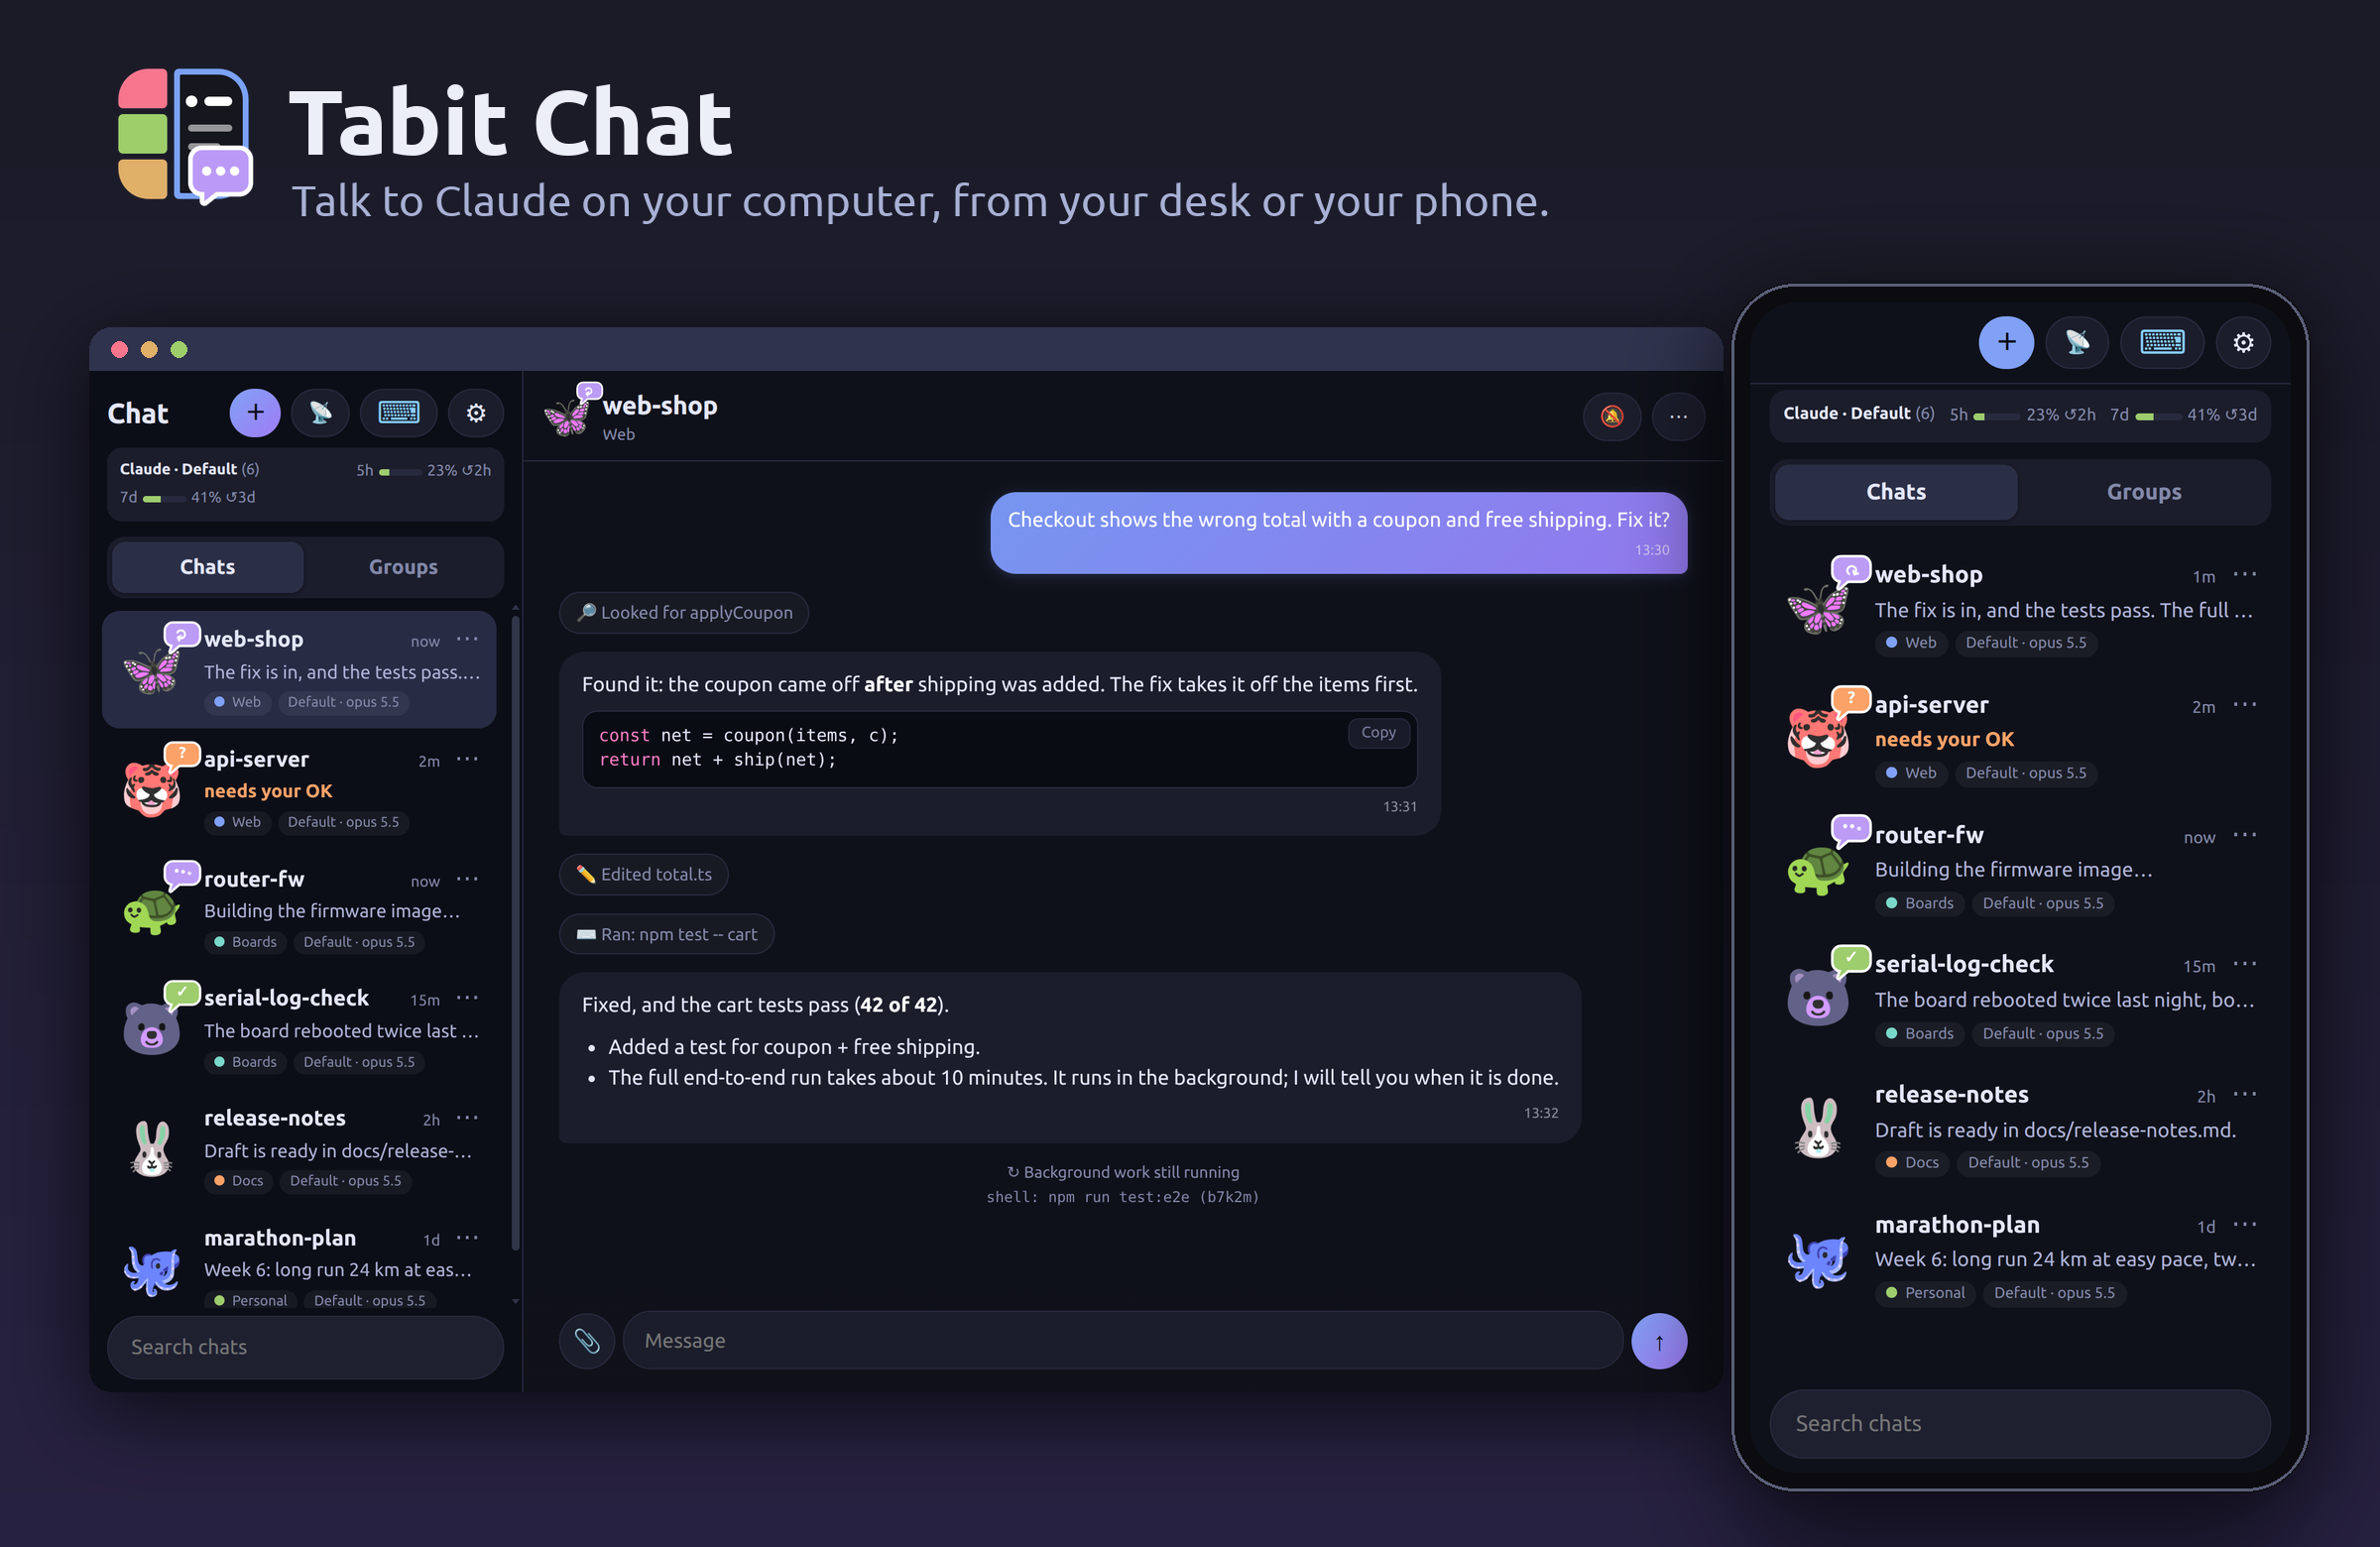 Tabit Chat
Talk to Claude on your computer, from your desk or your phone.
Chat
Claude · Default (6) 5h 23% ↺2h
7d 41% ↺3d
Chats Groups
web-shop now ···
The fix is in, and the tests pass.…
Web Default · opus 5.5
?
api-server 2m ···
needs your OK
Web Default · opus 5.5
router-fw now ···
Building the firmware image…
Boards Default · opus 5.5
✓
serial-log-check 15m ···
The board rebooted twice last …
Boards Default · opus 5.5
release-notes 2h ···
Draft is ready in docs/release-…
Docs Default · opus 5.5
marathon-plan 1d ···
Week 6: long run 24 km at eas…
Personal Default · opus 5.5
Search chats
web-shop
Web
Checkout shows the wrong total with a coupon and free shipping. Fix it?
13:30
Looked for applyCoupon
Found it: the coupon came off after shipping was added. The fix takes it off the items first.
const net = coupon(items, c);
return net + ship(net);
Copy
13:31
Edited total.ts
Ran: npm test -- cart
Fixed, and the cart tests pass (42 of 42).
• Added a test for coupon + free shipping.
• The full end-to-end run takes about 10 minutes. It runs in the background; I will tell you when it is done.
13:32
↻ Background work still running
shell: npm run test:e2e (b7k2m)
Message
Claude · Default (6) 5h 23% ↺2h 7d 41% ↺3d
Chats Groups
web-shop 1m ···
The fix is in, and the tests pass. The full …
Web Default · opus 5.5
?
api-server 2m ···
needs your OK
Web Default · opus 5.5
router-fw now ···
Building the firmware image…
Boards Default · opus 5.5
✓
serial-log-check 15m ···
The board rebooted twice last night, bo…
Boards Default · opus 5.5
release-notes 2h ···
Draft is ready in docs/release-notes.md.
Docs Default · opus 5.5
marathon-plan 1d ···
Week 6: long run 24 km at easy pace, tw…
Personal Default · opus 5.5
Search chats